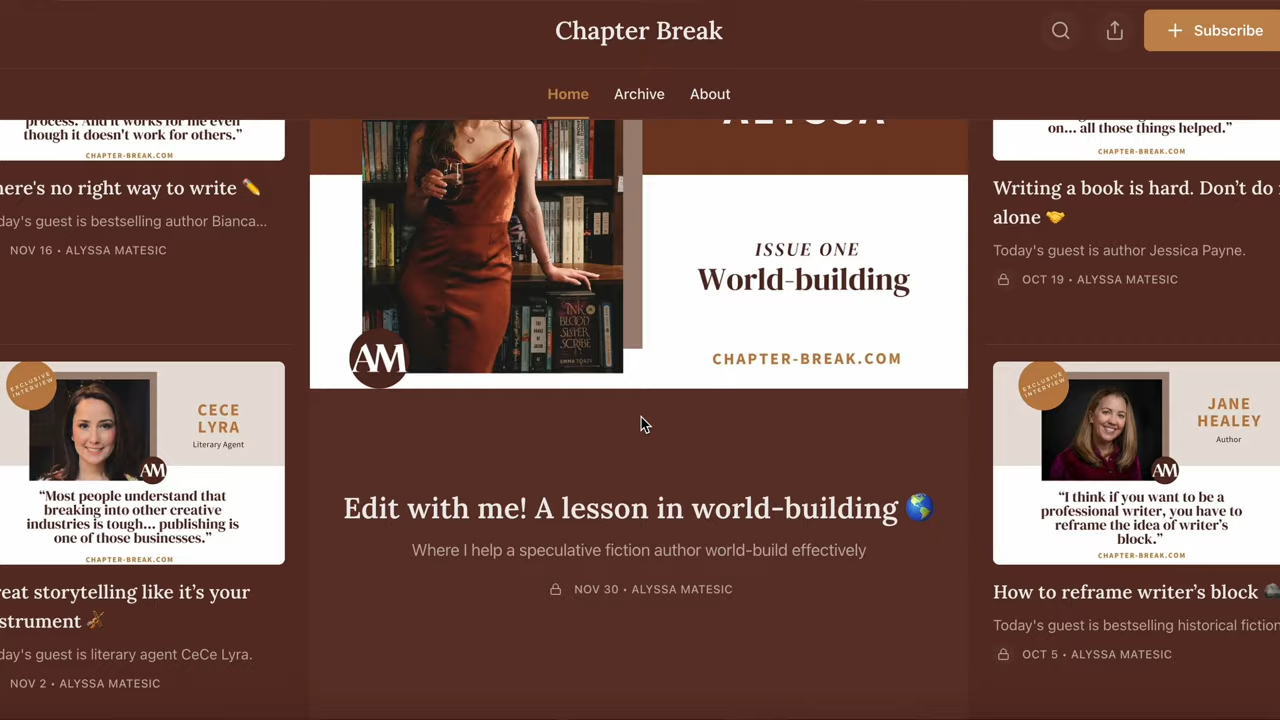 Chapter Break
Subscribe
Home
Archive
About
process. And it works for me even
though it doesn't work for others.”
CHAPTER-BREAK.COM
here's no right way to write ✏️
day's guest is bestselling author Bianca...
NOV 16 • ALYSSA MATESIC
EXCLUSIVE INTERVIEW
CECE
LYRA
Literary Agent
AM
“Most people understand that
breaking into other creative
industries is tough... publishing is
one of those businesses.”
CHAPTER-BREAK.COM
reat storytelling like it’s your
strument 🎻
day's guest is literary agent CeCe Lyra.
NOV 2 • ALYSSA MATESIC
ALYSSA
ISSUE ONE
World-building
CHAPTER-BREAK.COM
AM
INK
BLOOD
SISTER
SCRIBE
Edit with me! A lesson in world-building 🌎
Where I help a speculative fiction author world-build effectively
NOV 30 • ALYSSA MATESIC
on... all those things helped.”
CHAPTER-BREAK.COM
Writing a book is hard. Don’t do
alone 🤝
Today's guest is author Jessica Payne.
OCT 19 • ALYSSA MATESIC
EXCLUSIVE INTERVIEW
JANE
HEALEY
Author
AM
“I think if you want to be a
professional writer, you have to
reframe the idea of writer’s
block.”
CHAPTER-BREAK.COM
How to reframe writer’s block 🪨
Today's guest is bestselling historical fiction
OCT 5 • ALYSSA MATESIC